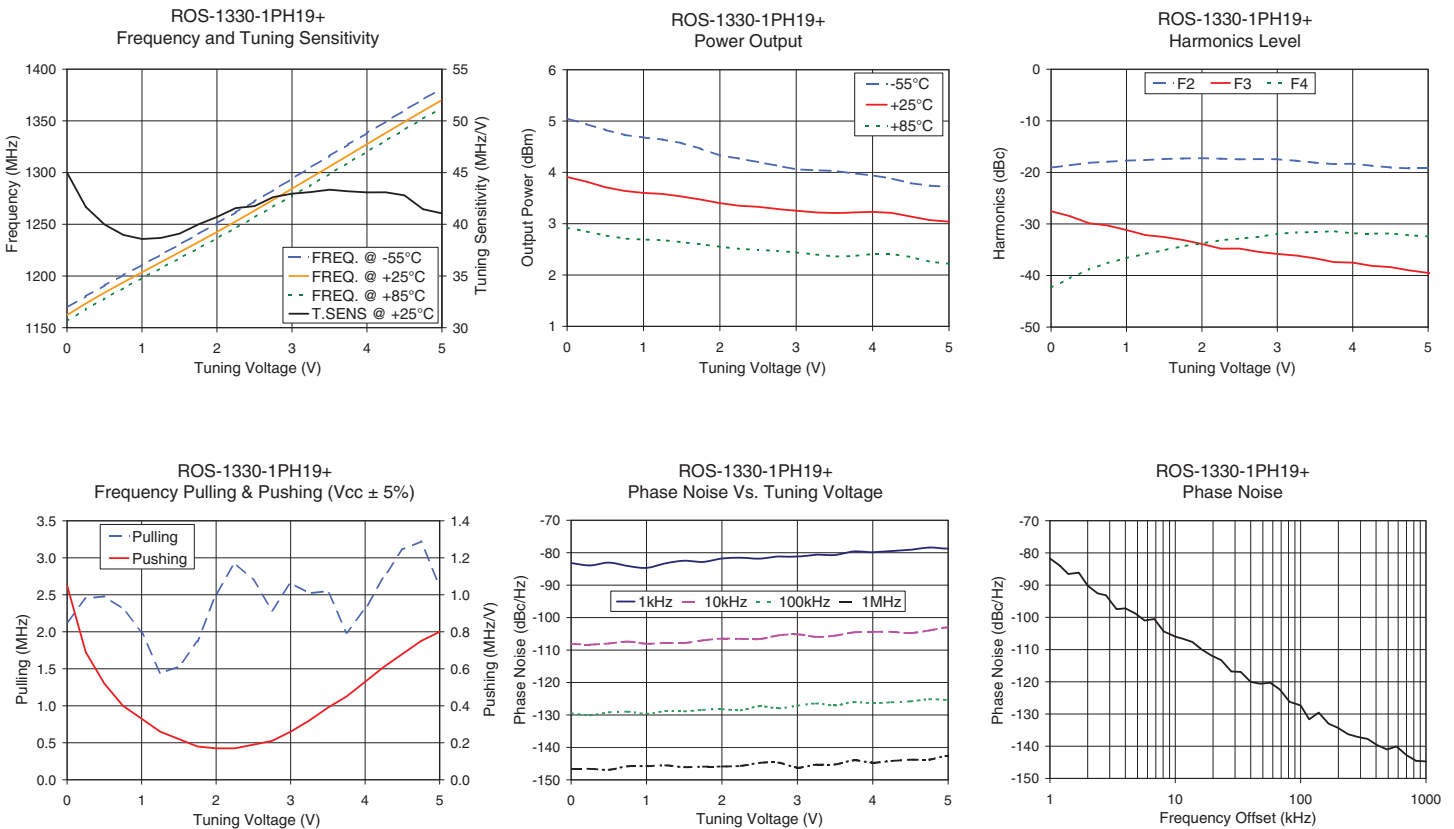 ROS-1330-1PH19+
Frequency and Tuning Sensitivity
1400
1350
1300
1250
1200
1150
Frequency (MHz)
55
50
45
40
35
30
Tuning Sensitivity (MHz/V)
FREQ. @ -55°C
FREQ. @ +25°C
FREQ. @ +85°C
T.SENS @ +25°C
0 1 2 3 4 5
Tuning Voltage (V)
ROS-1330-1PH19+
Power Output
6
5
4
3
2
1
Output Power (dBm)
-55°C
+25°C
+85°C
0 1 2 3 4 5
Tuning Voltage (V)
ROS-1330-1PH19+
Harmonics Level
0
-10
-20
-30
-40
-50
Harmonics (dBc)
F2 F3 F4
0 1 2 3 4 5
Tuning Voltage (V)
ROS-1330-1PH19+
Frequency Pulling & Pushing (Vcc ± 5%)
3.5
3.0
2.5
2.0
1.5
1.0
0.5
0.0
Pulling (MHz)
1.4
1.2
1.0
0.8
0.6
0.4
0.2
0.0
Pushing (MHz/V)
Pulling
Pushing
0 1 2 3 4 5
Tuning Voltage (V)
ROS-1330-1PH19+
Phase Noise Vs. Tuning Voltage
-70
-80
-90
-100
-110
-120
-130
-140
-150
Phase Noise (dBc/Hz)
1kHz 10kHz 100kHz 1MHz
0 1 2 3 4 5
Tuning Voltage (V)
ROS-1330-1PH19+
Phase Noise
-70
-80
-90
-100
-110
-120
-130
-140
-150
Phase Noise (dBc/Hz)
1 10 100 1000
Frequency Offset (kHz)